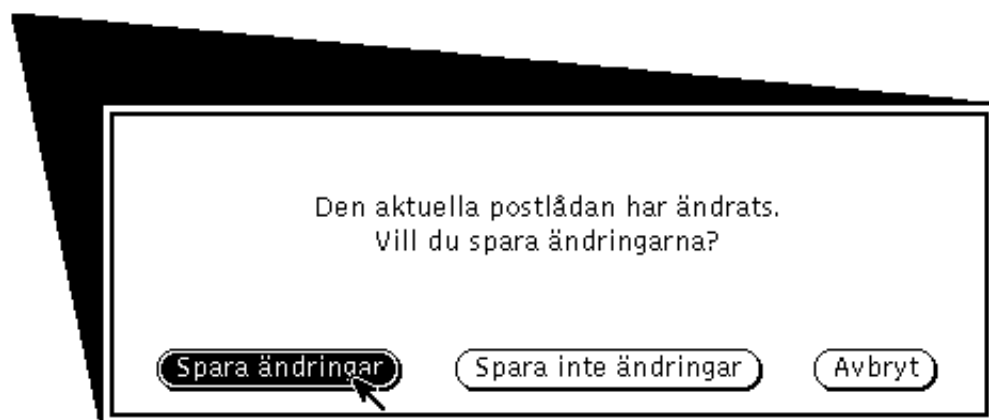 Den aktuella postlådan har ändrats.
Vill du spara ändringarna?
Spara ändringar
Spara inte ändringar
Avbryt